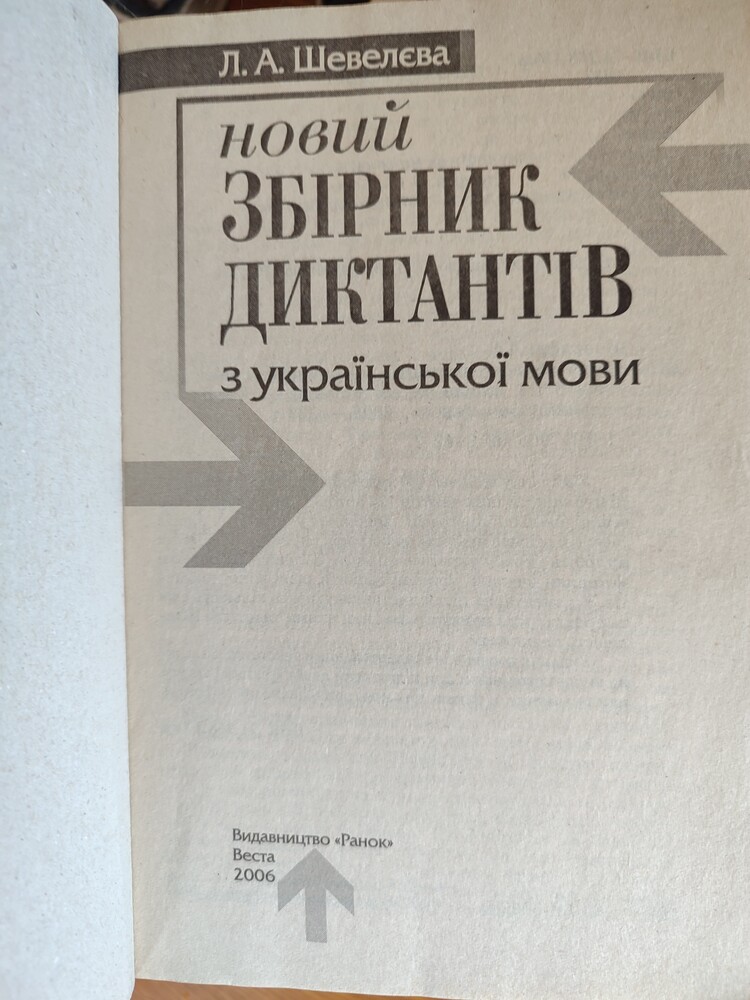 Л. А. Шевелєва
новий
ЗБІРНИК
ДИКТАНТІВ
з української мови
Видавництво «Ранок»
Веста
2006